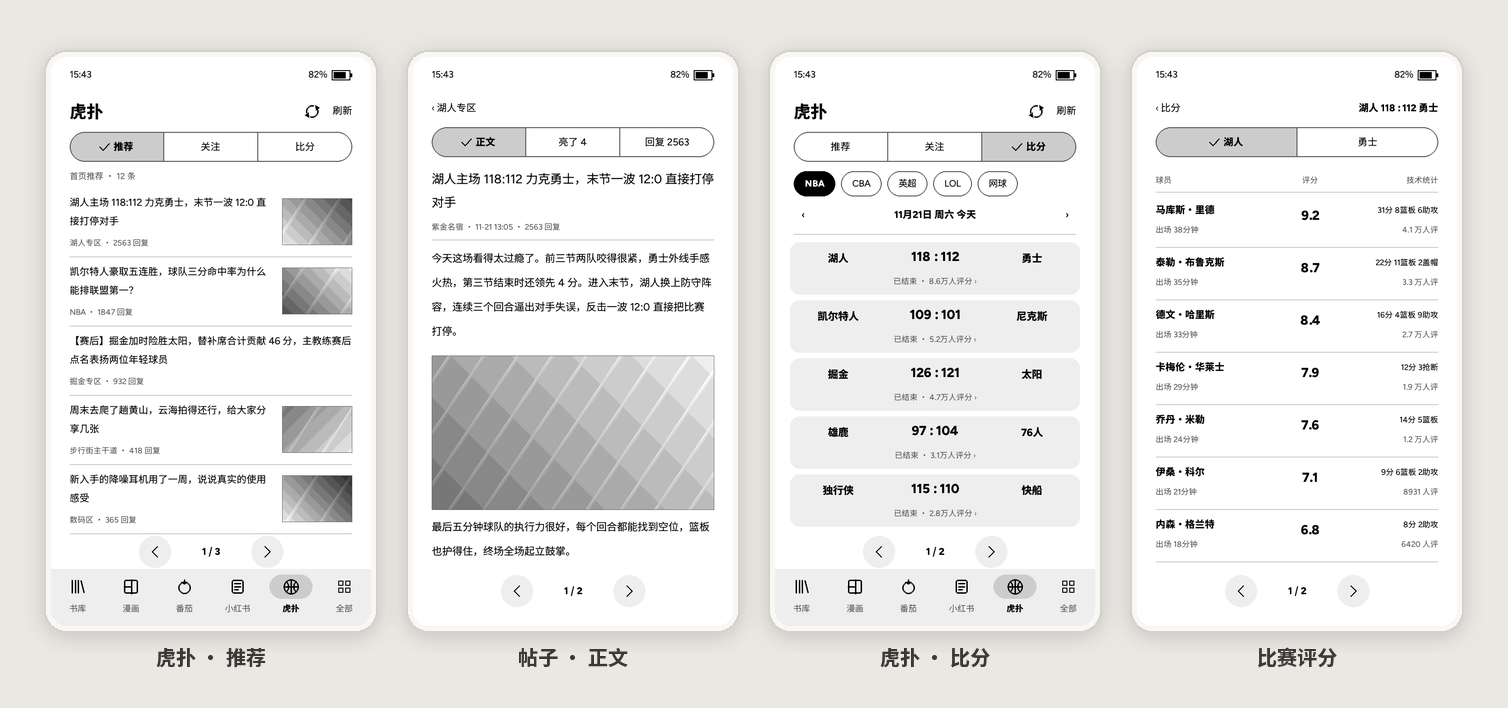 15:43
82%
虎扑
刷新
推荐
关注
比分
首页推荐 · 12 条
湖人主场 118:112 力克勇士，末节一波 12:0 直
接打停对手
湖人专区 · 2563 回复
凯尔特人豪取五连胜，球队三分命中率为什么
能排联盟第一？
NBA · 1847 回复
【赛后】掘金加时险胜太阳，替补席合计贡献 46 分，主教练赛后
点名表扬两位年轻球员
掘金专区 · 932 回复
周末去爬了趟黄山，云海拍得还行，给大家分
享几张
步行街主干道 · 418 回复
新入手的降噪耳机用了一周，说说真实的使用
感受
数码区 · 365 回复
1 / 3
书库
漫画
番茄
小红书
虎扑
全部
虎扑 · 推荐
15:43
82%
‹ 湖人专区
正文
亮了 4
回复 2563
湖人主场 118:112 力克勇士，末节一波 12:0 直接打停
对手
紫金名宿 · 11-21 13:05 · 2563 回复
今天这场看得太过瘾了。前三节两队咬得很紧，勇士外线手感
火热，第三节结束时还领先 4 分。进入末节，湖人换上防守阵
容，连续三个回合逼出对手失误，反击一波 12:0 直接把比赛
打停。
最后五分钟球队的执行力很好，每个回合都能找到空位，篮板
也护得住，终场全场起立鼓掌。
1 / 2
帖子 · 正文
15:43
82%
虎扑
刷新
推荐
关注
比分
NBA
CBA
英超
LOL
网球
‹
11月21日 周六 今天
›
湖人
118 : 112
勇士
已结束 · 8.6万人评分 ›
凯尔特人
109 : 101
尼克斯
已结束 · 5.2万人评分 ›
掘金
126 : 121
太阳
已结束 · 4.7万人评分 ›
雄鹿
97 : 104
76人
已结束 · 3.1万人评分 ›
独行侠
115 : 110
快船
已结束 · 2.8万人评分 ›
1 / 2
书库
漫画
番茄
小红书
虎扑
全部
虎扑 · 比分
15:43
82%
‹ 比分
湖人 118 : 112 勇士
湖人
勇士
球员
评分
技术统计
马库斯·里德
9.2
31分 8篮板 6助攻
出场 38分钟
4.1 万人评
泰勒·布鲁克斯
8.7
22分 11篮板 2盖帽
出场 35分钟
3.3 万人评
德文·哈里斯
8.4
16分 4篮板 9助攻
出场 33分钟
2.7 万人评
卡梅伦·华莱士
7.9
12分 3抢断
出场 29分钟
1.9 万人评
乔丹·米勒
7.6
14分 5篮板
出场 24分钟
1.2 万人评
伊桑·科尔
7.1
9分 6篮板 2助攻
出场 21分钟
8931 人评
内森·格兰特
6.8
8分 2助攻
出场 18分钟
6420 人评
1 / 2
比赛评分